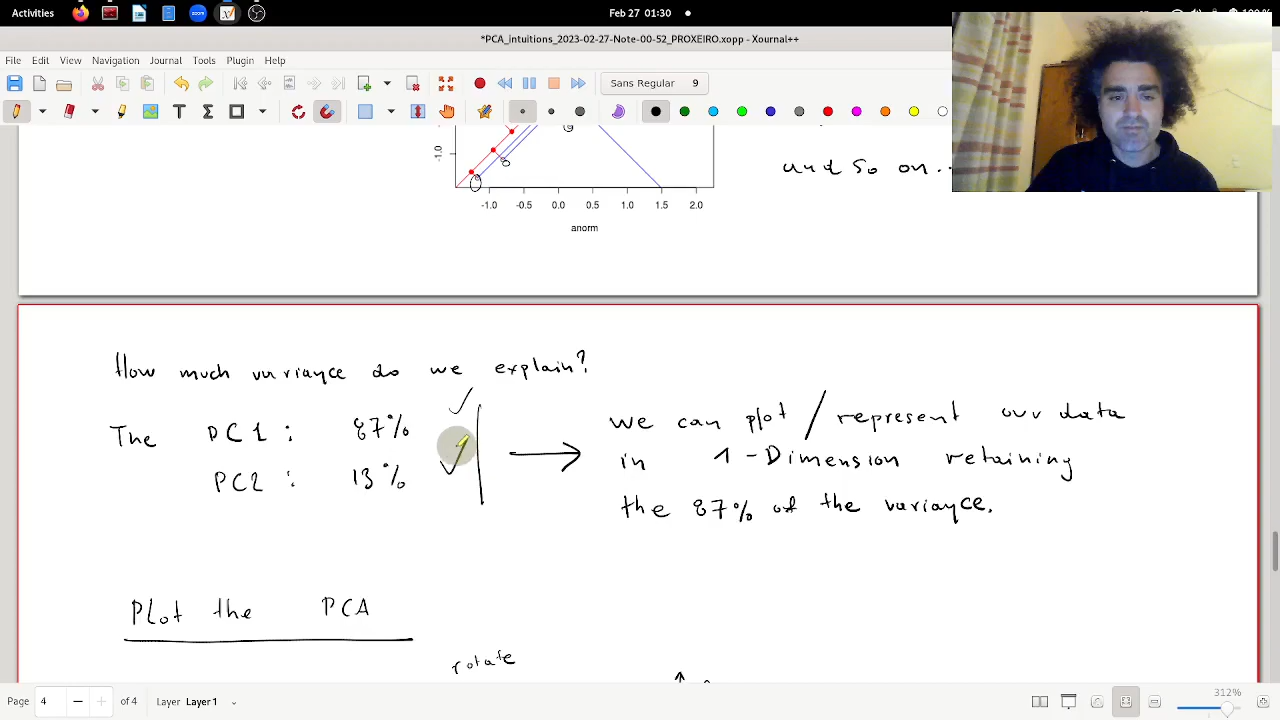 Activities
Feb 27 01:30
100%
*PCA_intuitions_2023-02-27-Note-00-52_PROXEIRO.xopp - Xournal++
File Edit View Navigation Journal Tools Plugin Help
Sans Regular 9
-1.0
-1.0 -0.5 0.0 0.5 1.0 1.5 2.0
anorm
and so on..
How much variance do we explain?
The PC1 : 87%
PC2 : 13%
we can plot / represent our data
in 1-Dimension retaining
the 87% of the variance.
Plot the PCA
rotate
Page 4 of 4 Layer Layer1
312%